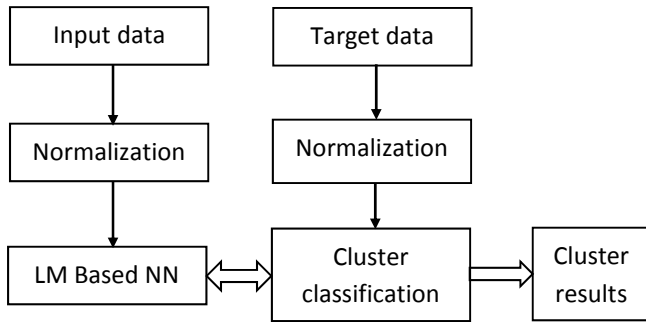 Input data
Target data
Normalization
Normalization
LM Based NN
Cluster
classification
Cluster
results